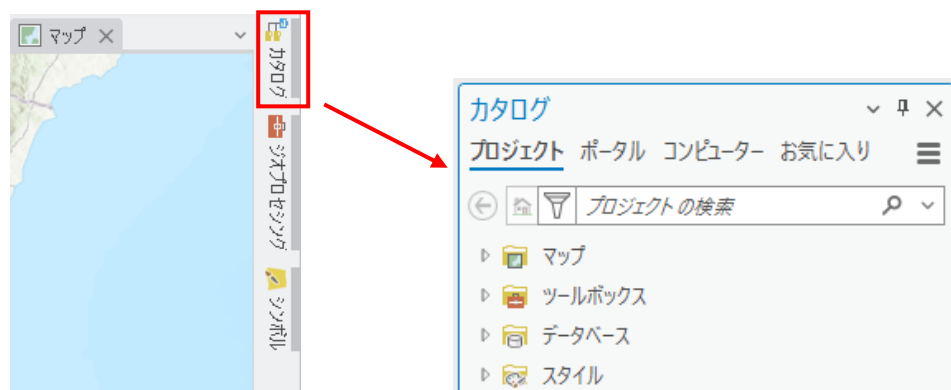 マップ
カタログ
ジオプロセシング
シンボル
カタログ
プロジェクト ポータル コンピューター お気に入り
プロジェクトの検索
マップ
ツールボックス
データベース
スタイル